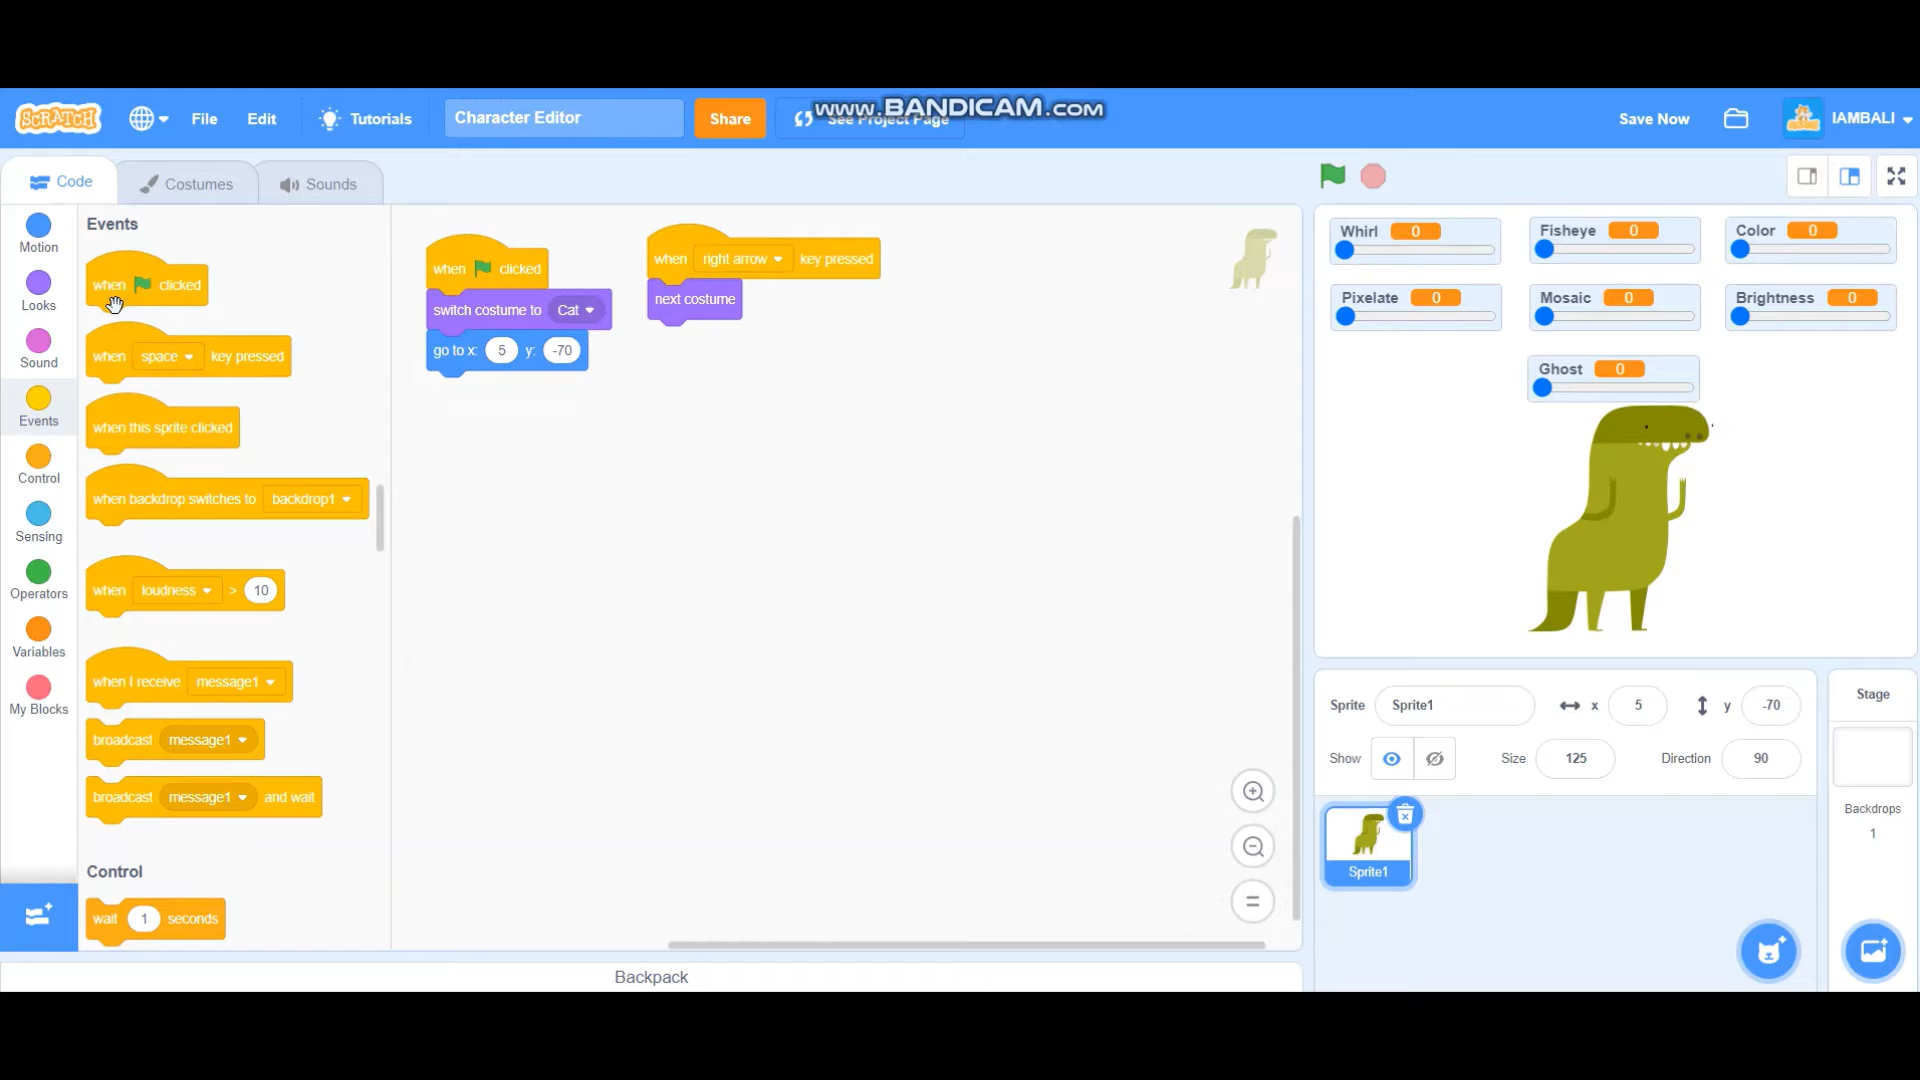 www.BANDICAM.com
SCRATCH
File
Edit
Tutorials
Character Editor
Share
See Project Page
Save Now
IAMBALI
Code
Costumes
Sounds
Motion
Looks
Sound
Events
Control
Sensing
Operators
Variables
My Blocks
Events
when clicked
when space key pressed
when this sprite clicked
when backdrop switches to backdrop1
when loudness > 10
when I receive message1
broadcast message1
broadcast message1 and wait
Control
wait 1 seconds
when clicked
switch costume to Cat
go to x: 5 y: -70
when right arrow key pressed
next costume
Backpack
Whirl 0
Fisheye 0
Color 0
Pixelate 0
Mosaic 0
Brightness 0
Ghost 0
Sprite Sprite1 x 5 y -70
Show Size 125 Direction 90
Sprite1
Stage
Backdrops
1